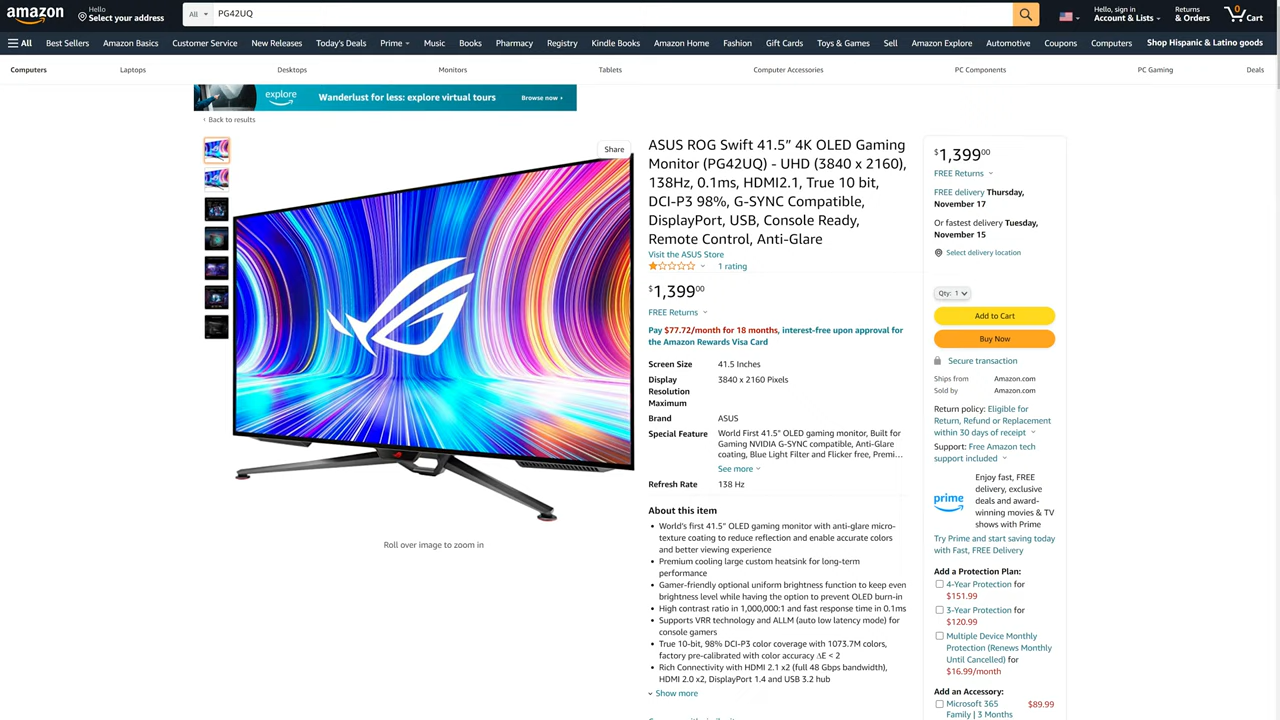 amazon
Hello
Select your address
All
PG42UQ
Hello, sign in
Account & Lists
Returns
& Orders
0
Cart
All
Best Sellers
Amazon Basics
Customer Service
New Releases
Today's Deals
Prime
Music
Books
Pharmacy
Registry
Kindle Books
Amazon Home
Fashion
Gift Cards
Toys & Games
Sell
Amazon Explore
Automotive
Coupons
Computers
Shop Hispanic & Latino goods
Computers
Laptops
Desktops
Monitors
Tablets
Computer Accessories
PC Components
PC Gaming
Deals
explore
Wanderlust for less: explore virtual tours
Browse now ›
‹ Back to results
Share
Roll over image to zoom in
ASUS ROG Swift 41.5” 4K OLED Gaming
Monitor (PG42UQ) - UHD (3840 x 2160),
138Hz, 0.1ms, HDMI2.1, True 10 bit,
DCI-P3 98%, G-SYNC Compatible,
DisplayPort, USB, Console Ready,
Remote Control, Anti-Glare
Visit the ASUS Store
1 rating
$1,39900
FREE Returns
Pay $77.72/month for 18 months, interest-free upon approval for
the Amazon Rewards Visa Card
Screen Size 41.5 Inches
Display
Resolution
Maximum
3840 x 2160 Pixels
Brand ASUS
Special Feature
World First 41.5" OLED gaming monitor, Built for
Gaming NVIDIA G-SYNC compatible, Anti-Glare
coating, Blue Light Filter and Flicker free, Premi…
See more
Refresh Rate 138 Hz
About this item
• World's first 41.5" OLED gaming monitor with anti-glare micro-
texture coating to reduce reflection and enable accurate colors
and better viewing experience
• Premium cooling large custom heatsink for long-term
performance
• Gamer-friendly optional uniform brightness function to keep even
brightness level while having the option to prevent OLED burn-in
• High contrast ratio in 1,000,000:1 and fast response time in 0.1ms
• Supports VRR technology and ALLM (auto low latency mode) for
console gamers
• True 10-bit, 98% DCI-P3 color coverage with 1073.7M colors,
factory pre-calibrated with color accuracy ΔE < 2
• Rich Connectivity with HDMI 2.1 x2 (full 48 Gbps bandwidth),
HDMI 2.0 x2, DisplayPort 1.4 and USB 3.2 hub
Show more
$1,39900
FREE Returns
FREE delivery Thursday,
November 17
Or fastest delivery Tuesday,
November 15
Select delivery location
Qty: 1
Add to Cart
Buy Now
Secure transaction
Ships from Amazon.com
Sold by Amazon.com
Return policy: Eligible for
Return, Refund or Replacement
within 30 days of receipt
Support: Free Amazon tech
support included
prime
Enjoy fast, FREE
delivery, exclusive
deals and award-
winning movies & TV
shows with Prime
Try Prime and start saving today
with Fast, FREE Delivery
Add a Protection Plan:
4-Year Protection for
$151.99
3-Year Protection for
$120.99
Multiple Device Monthly
Protection (Renews Monthly
Until Cancelled) for
$16.99/month
Add an Accessory:
Microsoft 365 $89.99
Family | 3 Months